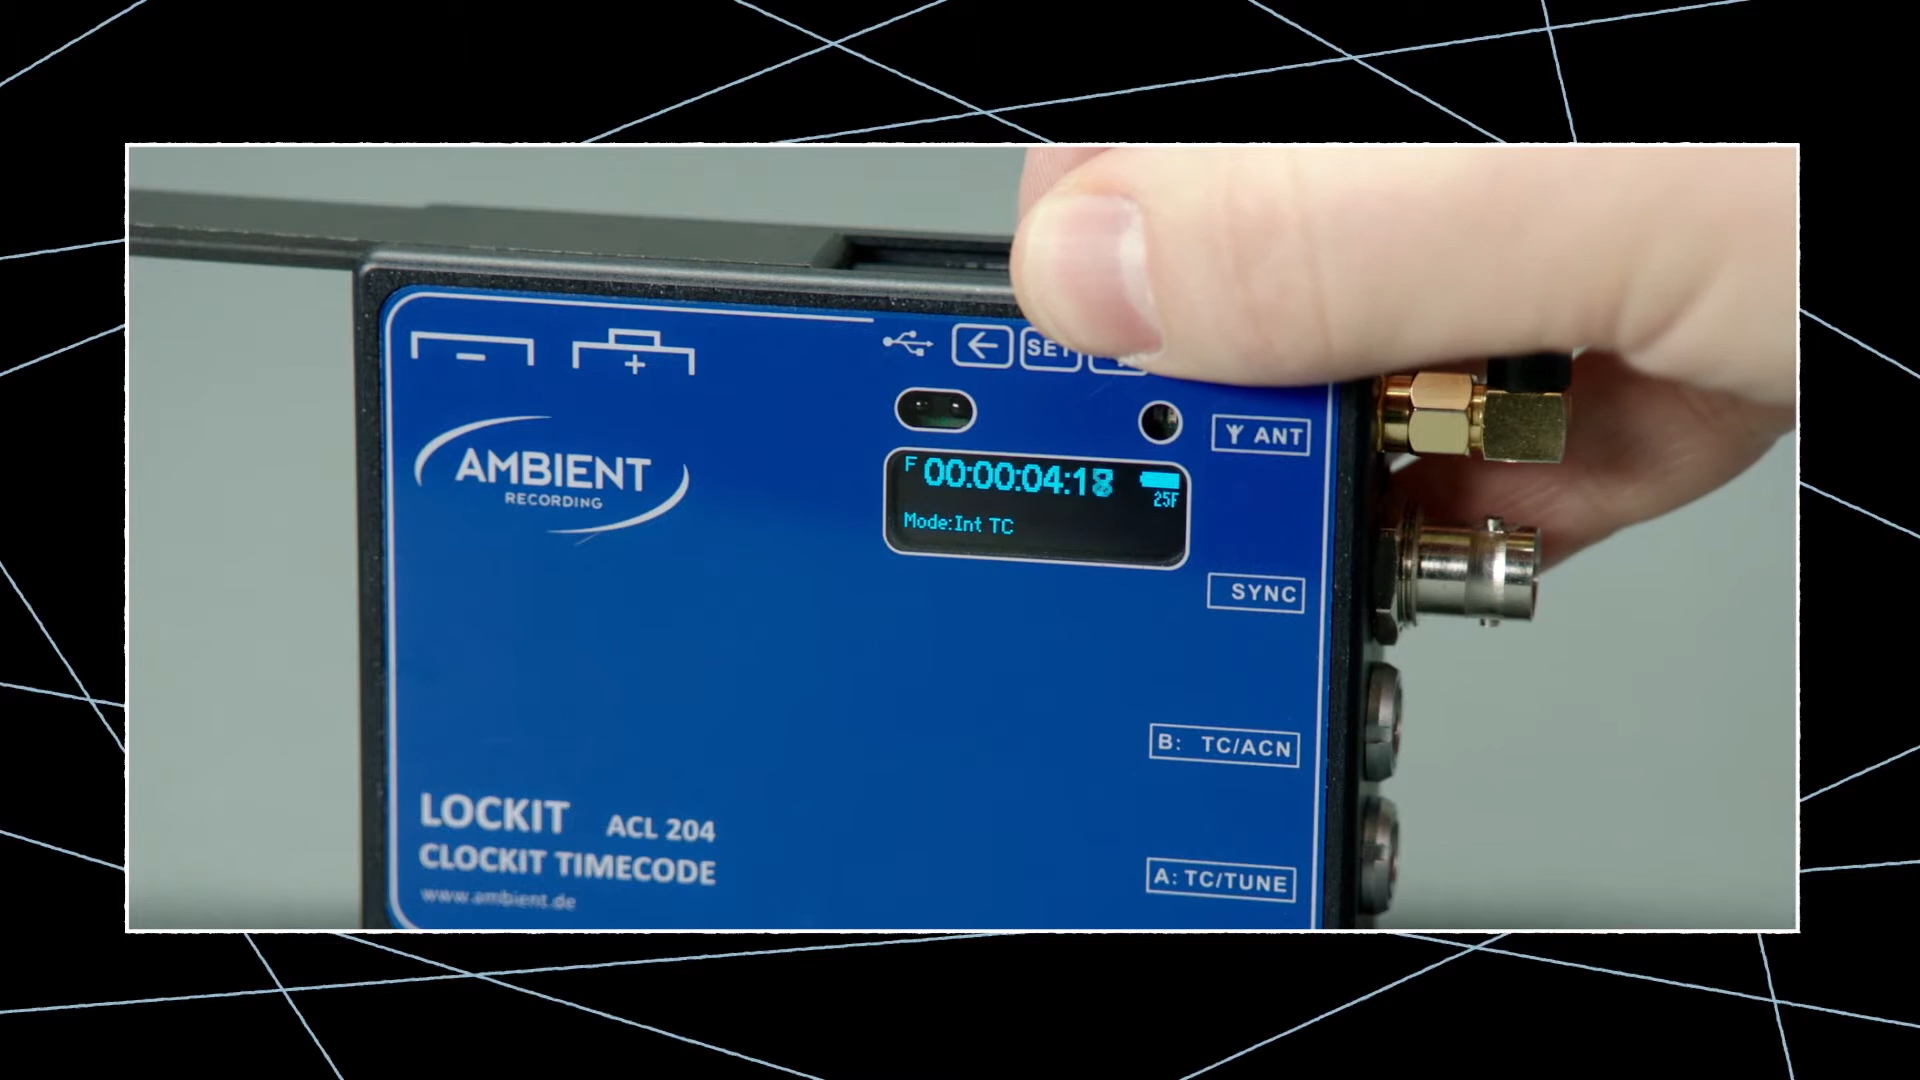 SET
ANT
AMBIENT
RECORDING
F 00:00:04:18
25F
Mode:Int TC
SYNC
B: TC/ACN
LOCKIT ACL 204
CLOCKIT TIMECODE
A: TC/TUNE
www.ambient.de